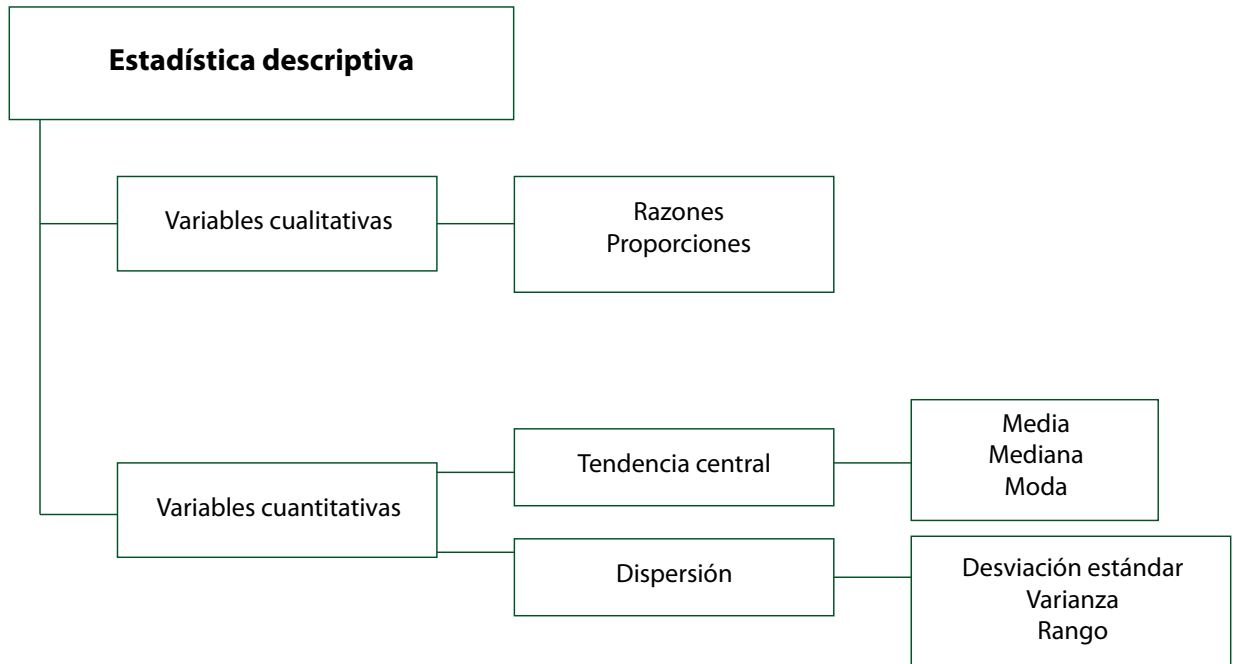 Estadística descriptiva
Variables cualitativas
Razones
Proporciones
Variables cuantitativas
Tendencia central
Media
Mediana
Moda
Dispersión
Desviación estándar
Varianza
Rango